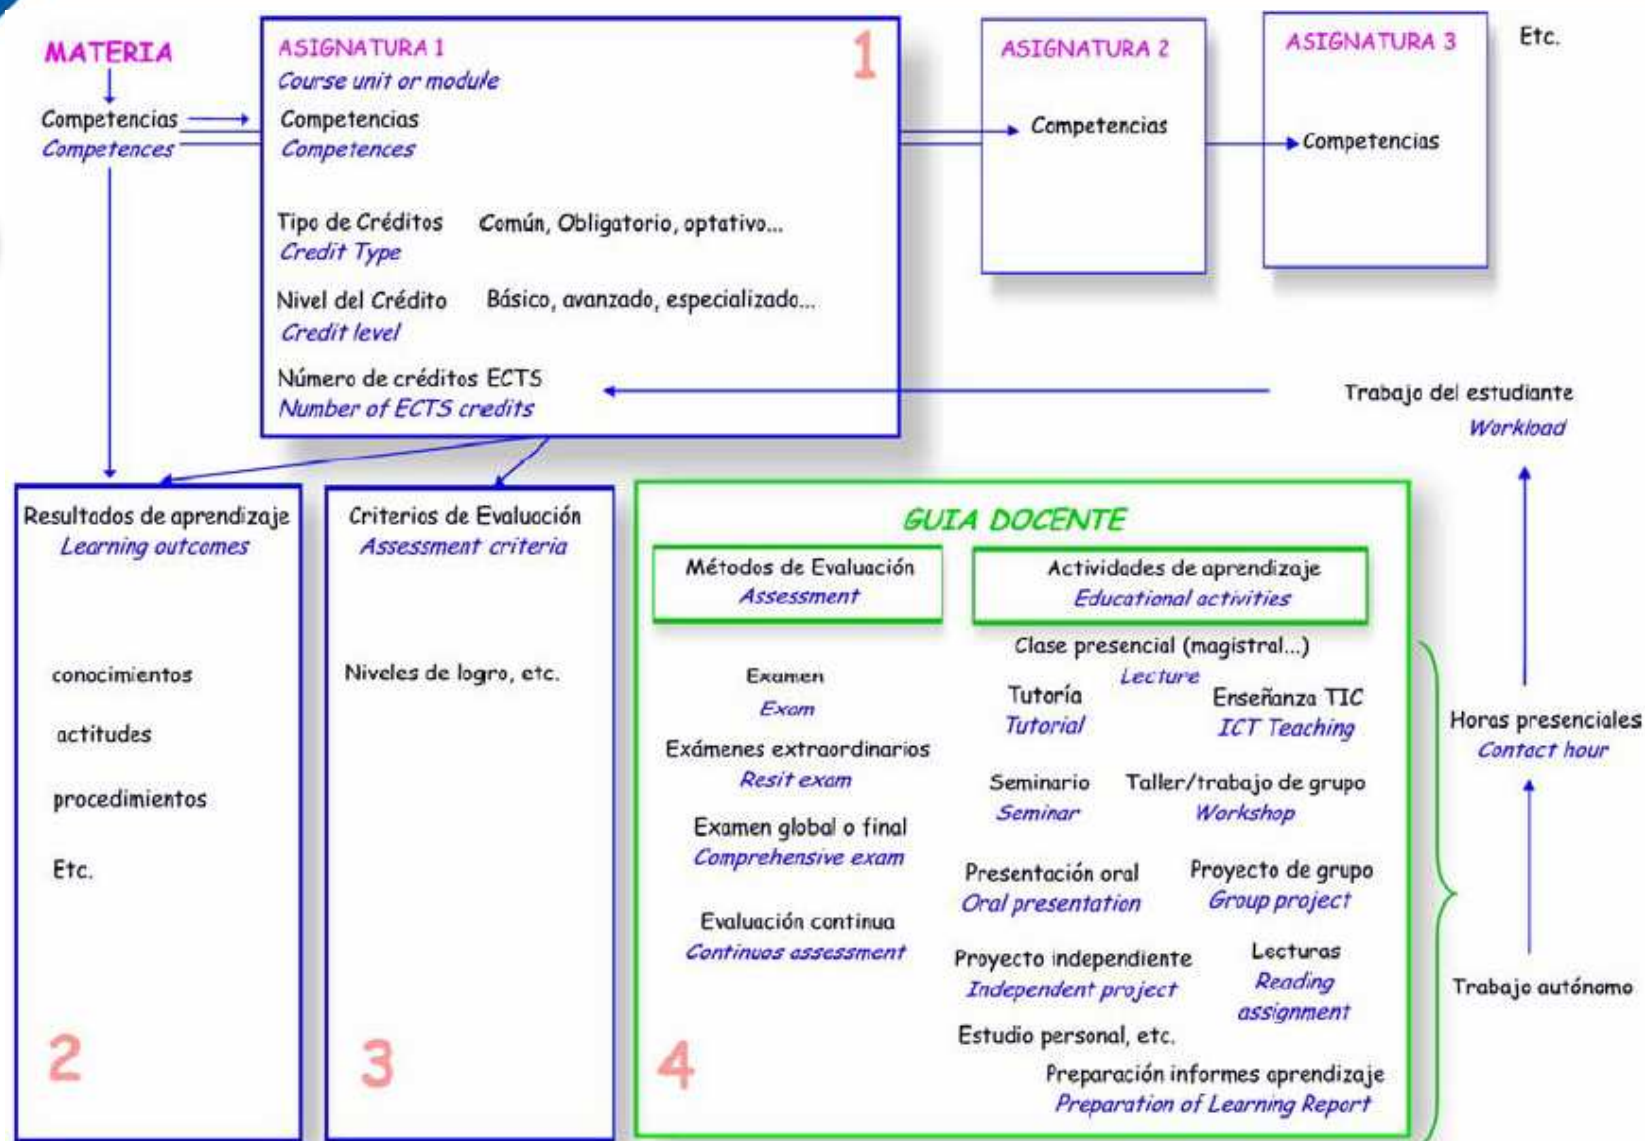 MATERIA
Competencias
Competences
ASIGNATURA 1
1
Course unit or module
Competencias
Competences
Tipo de Créditos Común, Obligatorio, optativo...
Credit Type
Nivel del Crédito Básico, avanzado, especializado...
Credit level
Número de créditos ECTS
Number of ECTS credits
ASIGNATURA 2
Competencias
ASIGNATURA 3
Competencias
Etc.
Trabajo del estudiante
Workload
Resultados de aprendizaje
Learning outcomes
conocimientos
actitudes
procedimientos
Etc.
2
Criterios de Evaluación
Assessment criteria
Niveles de logro, etc.
3
GUIA DOCENTE
Métodos de Evaluación
Assessment
Examen
Exam
Exámenes extraordinarios
Resit exam
Examen global o final
Comprehensive exam
Evaluación continua
Continuos assessment
4
Actividades de aprendizaje
Educational activities
Clase presencial (magistral...)
Lecture
Tutoría
Tutorial
Enseñanza TIC
ICT Teaching
Seminario
Seminar
Taller/trabajo de grupo
Workshop
Presentación oral
Oral presentation
Proyecto de grupo
Group project
Proyecto independiente
Independent project
Lecturas
Reading
assignment
Estudio personal, etc.
Preparación informes aprendizaje
Preparation of Learning Report
Horas presenciales
Contact hour
Trabajo autónomo